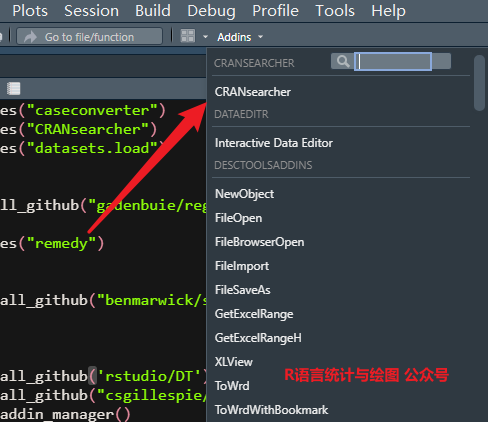 Plots Session Build Debug Profile Tools Help
Go to file/function Addins
CRANSEARCHER
CRANsearcher
DATAEDITR
Interactive Data Editor
DESCTOOLSADDINS
NewObject
FileOpen
FileBrowserOpen
FileImport
FileSaveAs
GetExcelRange
GetExcelRangeH
XLView
ToWrd
ToWrdWithBookmark
es("caseconverter")
es("CRANsearcher")
es("datasets.load")
all_github("gadenbuie/reg
es("remedy")
all_github("benmarwick/s
all_github('rstudio/DT')
all_github("csgillespie/
addin_manager()
R语言统计与绘图 公众号